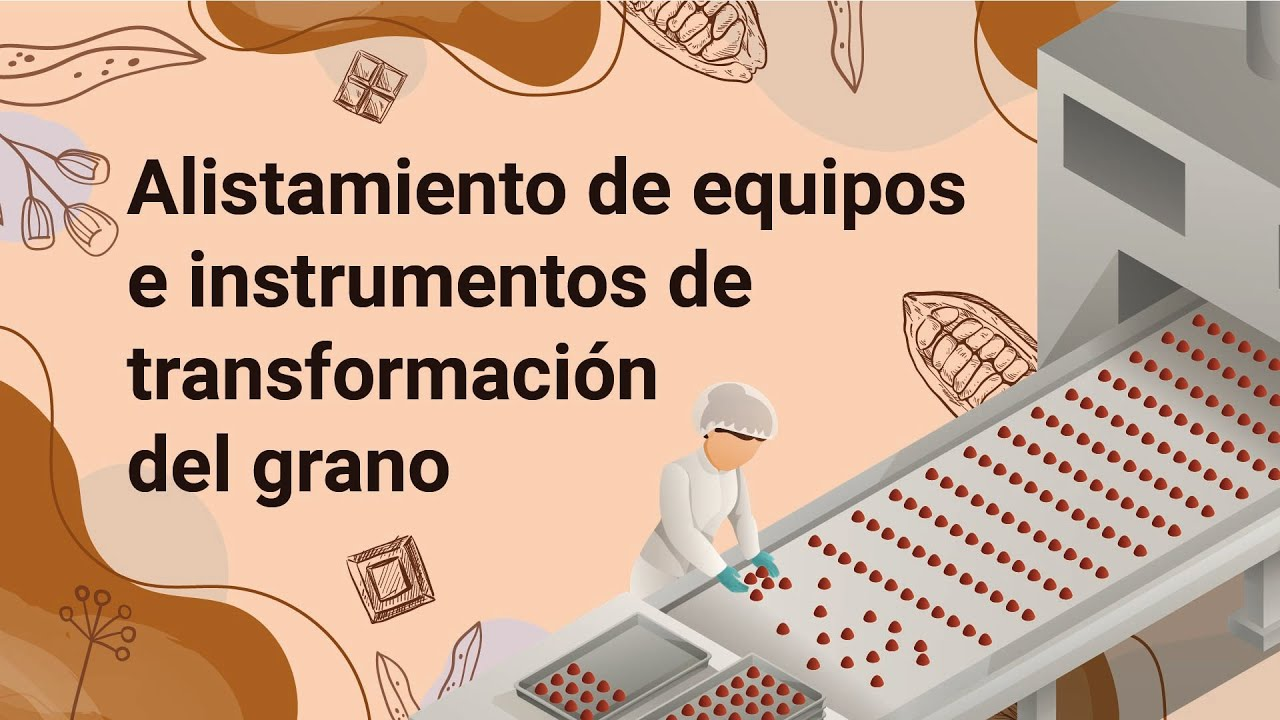 Alistamiento de equipos
e instrumentos de
transformación
del grano